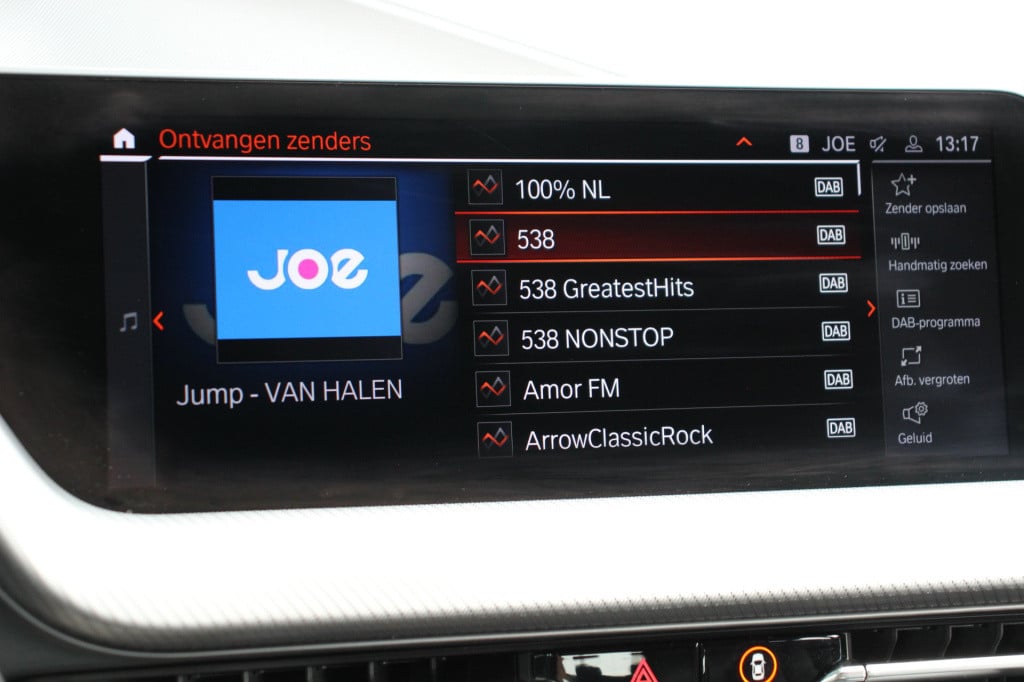 Ontvangen zenders
8 JOE 13:17
JOe
Jump - VAN HALEN
100% NL DAB
538 DAB
538 GreatestHits DAB
538 NONSTOP DAB
Amor FM DAB
ArrowClassicRock DAB
Zender opslaan
Handmatig zoeken
DAB-programma
Afb. vergroten
Geluid